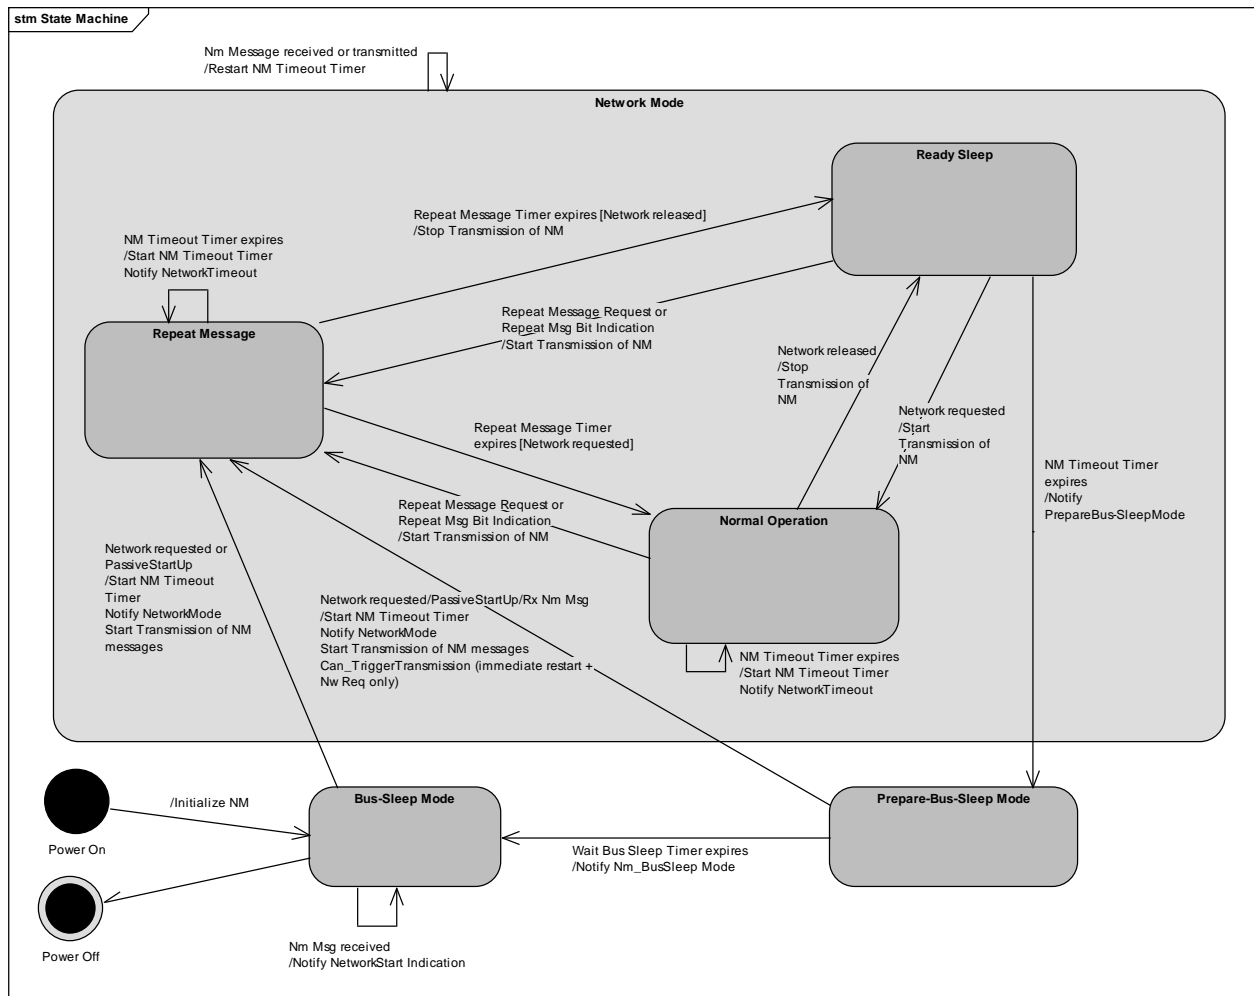 stm State Machine
Nm Message received or transmitted
/Restart NM Timeout Timer
Network Mode
Ready Sleep
Repeat Message Timer expires [Network released]
/Stop Transmission of NM
NM Timeout Timer expires
/Start NM Timeout Timer
Notify NetworkTimeout
Repeat Message
Repeat Message Request or
Repeat Msg Bit Indication
/Start Transmission of NM
Network released
/Stop
Transmission of
NM
Network requested
/Start
Transmission of
NM
Repeat Message Timer
expires [Network requested]
NM Timeout Timer
expires
/Notify
PrepareBus-SleepMode
Repeat Message Request or
Repeat Msg Bit Indication
/Start Transmission of NM
Normal Operation
Network requested or
PassiveStartUp
/Start NM Timeout
Timer
Notify NetworkMode
Start Transmission of NM
messages
Network requested/PassiveStartUp/Rx Nm Msg
/Start NM Timeout Timer
Notify NetworkMode
Start Transmission of NM messages
Can_TriggerTransmission (immediate restart +
Nw Req only)
NM Timeout Timer expires
/Start NM Timeout Timer
Notify NetworkTimeout
/Initialize NM
Power On
Bus-Sleep Mode
Prepare-Bus-Sleep Mode
Wait Bus Sleep Timer expires
/Notify Nm_BusSleep Mode
Power Off
Nm Msg received
/Notify NetworkStart Indication